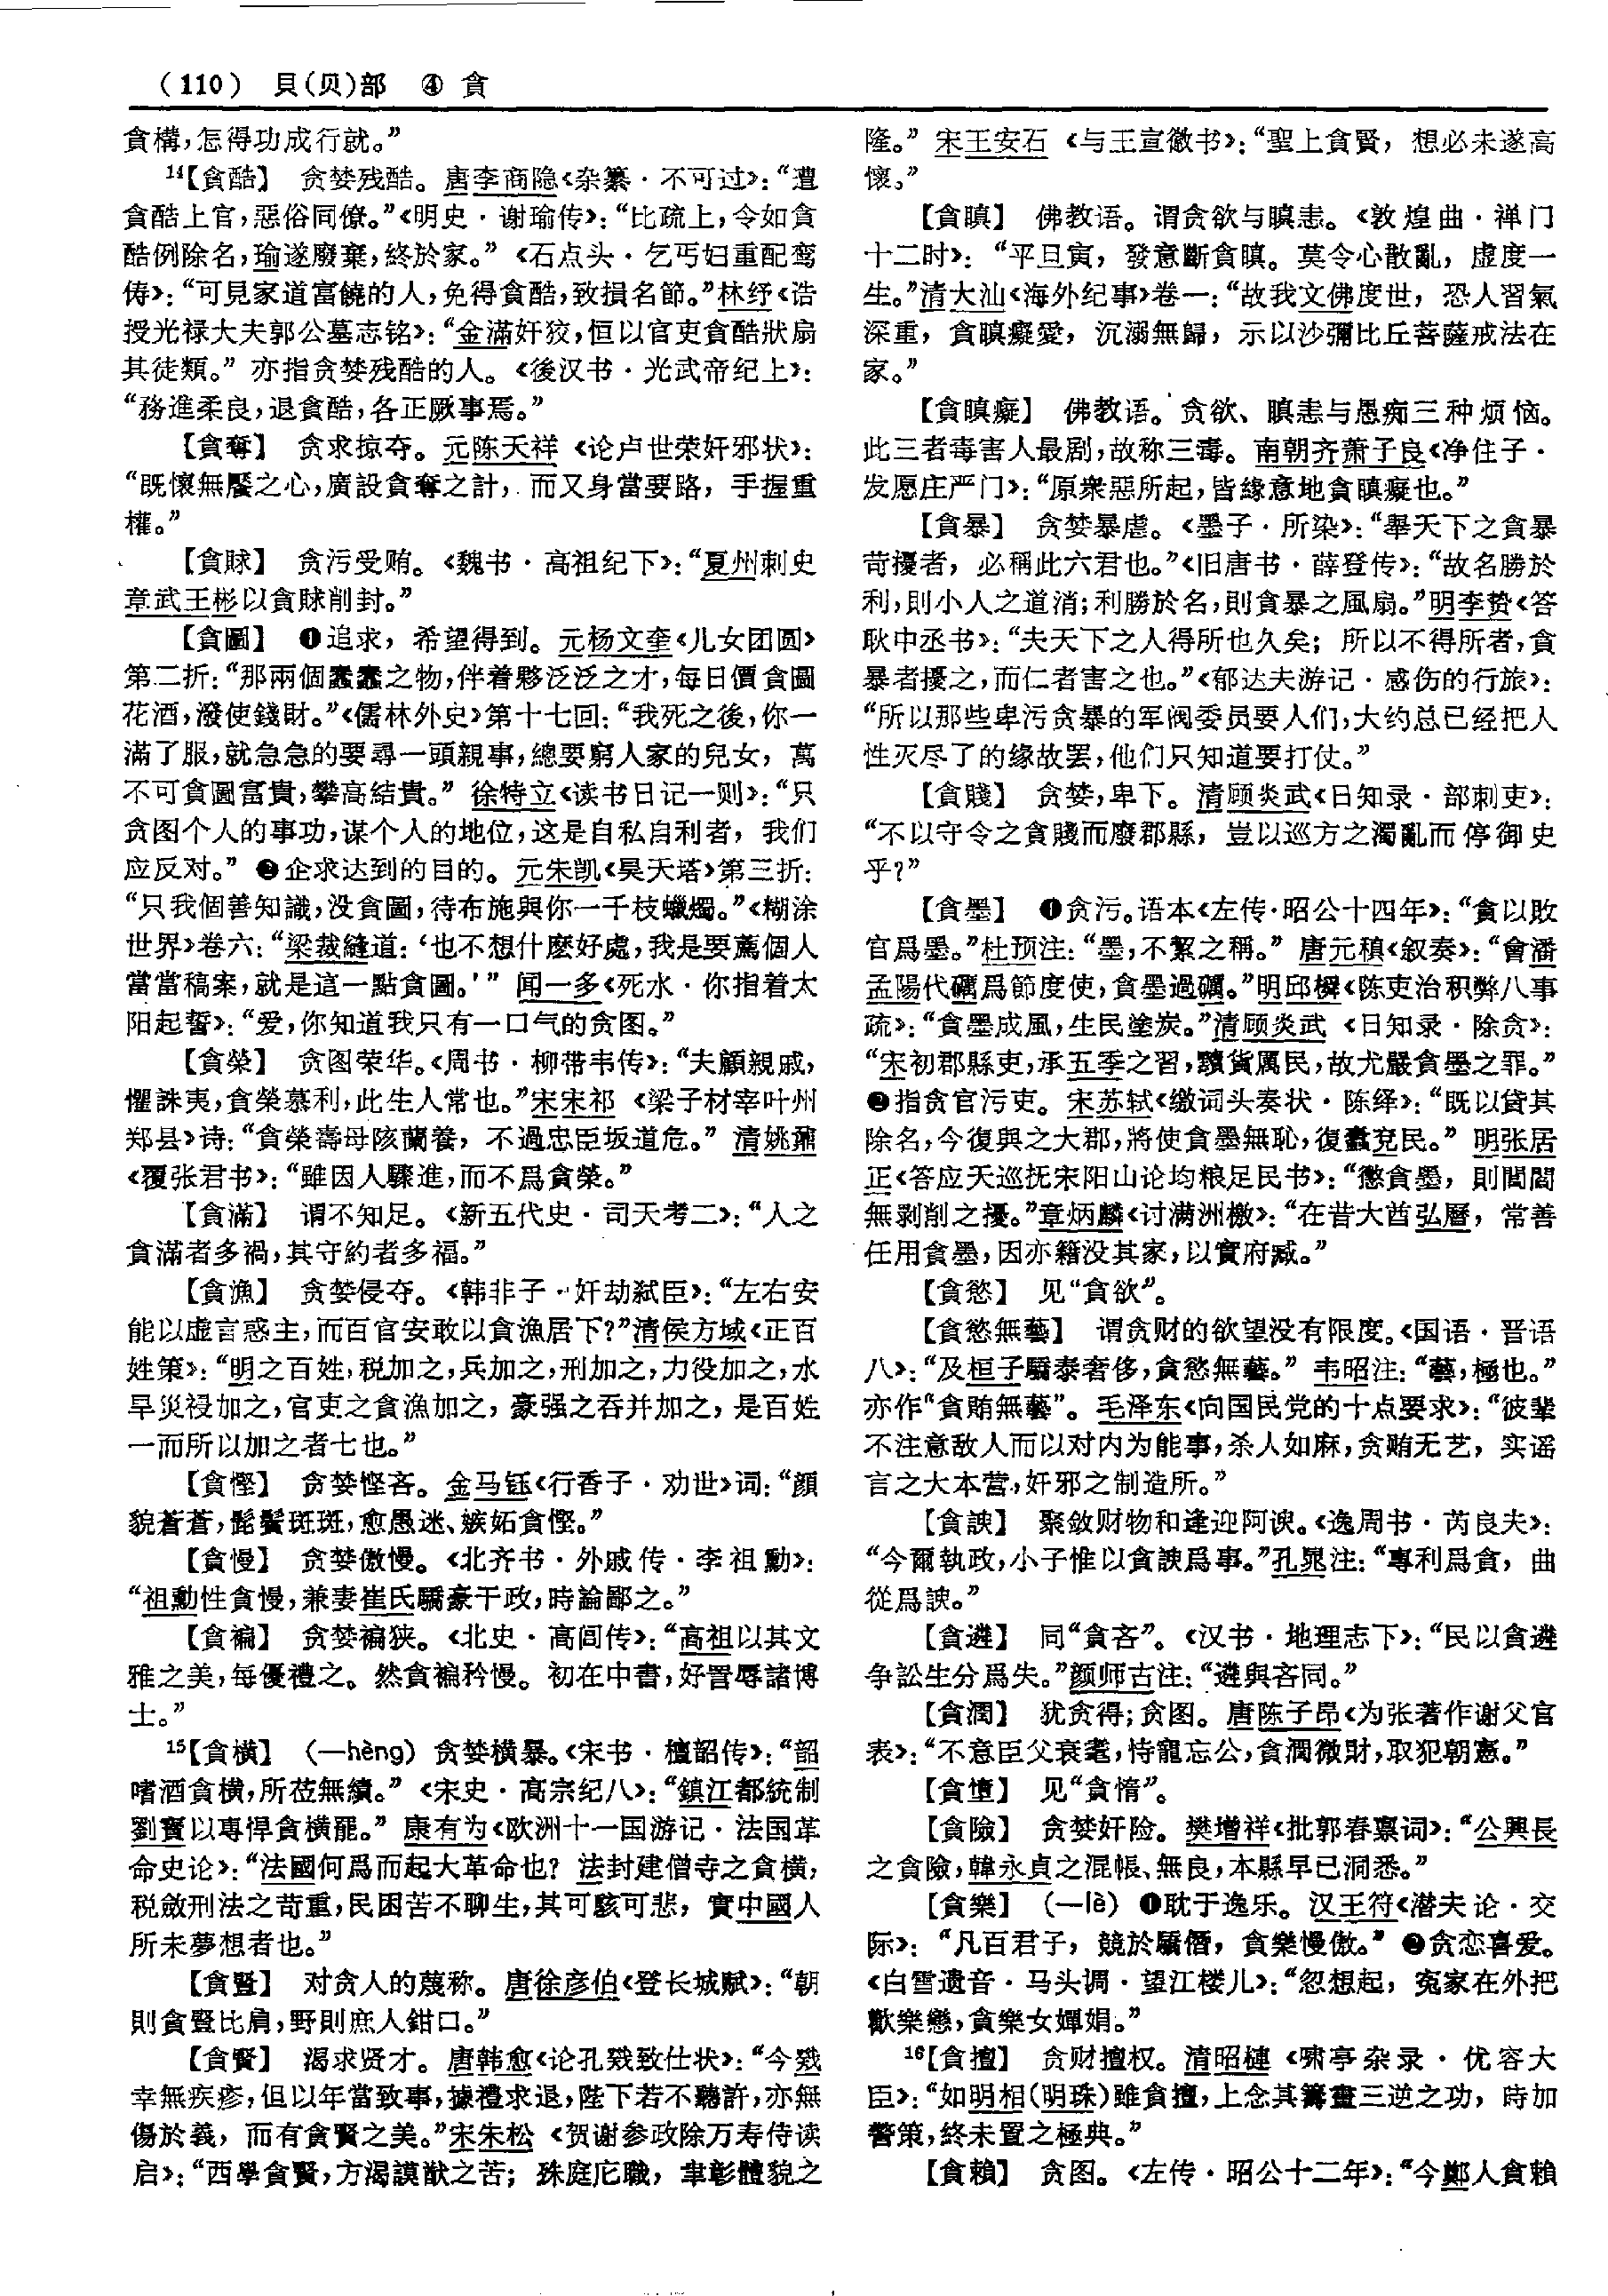 （110） 貝(贝)部 ④ 貪
貪構，怎得功成行就。”
14【貪酷】 贪婪残酷。唐李商隐《杂纂·不可过》：“遭
貪酷上官，惡俗同僚。”《明史·谢瑜传》：“比疏上，令如貪
酷例除名，瑜遂廢棄，終於家。”《石点头·乞丐妇重配鸾
俦》：“可見家道富饒的人，免得貪酷，致損名節。”林纾《诰
授光禄大夫郭公墓志铭》：“金滿奸狡，恒以官吏貪酷狀扇
其徒類。” 亦指贪婪残酷的人。《後汉书·光武帝纪上》：
“務進柔良，退貪酷，各正厥事焉。”
【貪奪】 贪求掠夺。元陈天祥《论卢世荣奸邪状》：
“既懷無饜之心，廣設貪奪之計，而又身當要路，手握重
權。”
【貪賕】 贪污受贿。《魏书·高祖纪下》：“夏州刺史
章武王彬以貪賕削封。”
【貪圖】 ❶追求，希望得到。元杨文奎《儿女团圆》
第二折：“那兩個蠢蠢之物，伴着夥泛泛之才，每日價貪圖
花酒，潑使錢財。”《儒林外史》第十七回：“我死之後，你一
滿了服，就急急的要尋一頭親事，總要窮人家的兒女，萬
不可貪圖富貴，攀高結貴。” 徐特立《读书日记一则》：“只
贪图个人的事功，谋个人的地位，这是自私自利者，我们
应反对。” ❷企求达到的目的。元朱凯《昊天塔》第三折：
“只我個善知識，没貪圖，待布施與你一千枝蠟燭。”《糊涂
世界》卷六：“梁裁縫道：‘也不想什麽好處，我是要薦個人
當當稿案，就是這一點貪圖。’” 闻一多《死水·你指着太
阳起誓》：“爱，你知道我只有一口气的贪图。”
【貪榮】 贪图荣华。《周书·柳带韦传》：“夫顧親戚，
懼誅夷，貪榮慕利，此生人常也。”宋宋祁《梁子材宰叶州
郏县》诗：“貪榮壽母陔蘭養，不過忠臣坂道危。” 清姚鼐
《覆张君书》：“雖因人驟進，而不爲貪榮。”
【貪滿】 谓不知足。《新五代史·司天考二》：“人之
貪滿者多禍，其守約者多福。”
【貪漁】 贪婪侵夺。《韩非子·奸劫弑臣》：“左右安
能以虚言惑主，而百官安敢以貪漁居下?”清侯方域《正百
姓策》：“明之百姓，税加之，兵加之，刑加之，力役加之，水
旱災祲加之，官吏之貪漁加之，豪强之吞并加之，是百姓
一而所以加之者七也。”
【貪慳】 贪婪悭吝。金马钰《行香子·劝世》词：“顔
貌蒼蒼，髭鬢斑斑，愈愚迷、嫉妬貪慳。”
【貪慢】 贪婪傲慢。《北齐书·外戚传·李祖勳》：
“祖勳性貪慢，兼妻崔氏驕豪干政，時論鄙之。”
【貪褊】 贪婪褊狭。《北史·高闾传》：“高祖以其文
雅之美，每優禮之。然貪褊矜慢。初在中書，好詈辱諸博
士。”
15【貪横】 （—hèng）贪婪横暴。《宋书·檀韶传》：“韶
嗜酒貪横，所莅無績。” 《宋史·高宗纪八》：“鎮江都統制
劉寶以專悍貪横罷。” 康有为《欧洲十一国游记·法国革
命史论》：“法國何爲而起大革命也? 法封建僧寺之貪横，
税斂刑法之苛重，民困苦不聊生，其可駭可悲，實中國人
所未夢想者也。”
【貪豎】 对贪人的蔑称。唐徐彦伯《登长城赋》：“朝
則貪豎比肩，野則庶人鉗口。”
【貪賢】 渴求贤才。唐韩愈《论孔戣致仕状》：“今戣
幸無疾疹，但以年當致事，據禮求退，陛下若不聽許，亦無
傷於義，而有貪賢之美。”宋朱松《贺谢参政除万寿侍读
启》：“西學貪賢，方渴謨猷之苦；殊庭庀職，聿彰體貌之
隆。” 宋王安石《与王宣徽书》：“聖上貪賢，想必未遂高
懷。”
【貪瞋】 佛教语。谓贪欲与瞋恚。《敦煌曲·禅门
十二时》：“平旦寅，發意斷貪瞋。莫令心散亂，虚度一
生。”清大汕《海外纪事》卷一：“故我文佛度世，恐人習氣
深重，貪瞋癡愛，沉溺無歸，示以沙彌比丘菩薩戒法在
家。”
【貪瞋癡】 佛教语。贪欲、瞋恚与愚痴三种烦恼。
此三者毒害人最剧，故称三毒。南朝齐萧子良《净住子·
发愿庄严门》：“原衆惡所起，皆緣意地貪瞋癡也。”
【貪暴】 贪婪暴虐。《墨子·所染》：“舉天下之貪暴
苛擾者，必稱此六君也。”《旧唐书·薛登传》：“故名勝於
利，則小人之道消；利勝於名，則貪暴之風扇。”明李贽《答
耿中丞书》：“夫天下之人得所也久矣；所以不得所者，貪
暴者擾之，而仁者害之也。”《郁达夫游记·感伤的行旅》：
“所以那些卑污贪暴的军阀委员要人们，大约总已经把人
性灭尽了的缘故罢，他们只知道要打仗。”
【貪賤】 贪婪，卑下。清顾炎武《日知录·部刺吏》：
“不以守令之貪賤而廢郡縣，豈以巡方之濁亂而停御史
乎?”
【貪墨】 ❶贪污。语本《左传·昭公十四年》：“貪以敗
官爲墨。”杜预注：“墨，不絜之稱。” 唐元稹《叙奏》：“會潘
孟陽代礪爲節度使，貪墨過礪。”明邱橓《陈吏治积弊八事
疏》：“貪墨成風，生民塗炭。”清顾炎武《日知录·除贪》：
“宋初郡縣吏，承五季之習，黷貨厲民，故尤嚴貪墨之罪。”
❷指贪官污吏。宋苏轼《缴词头奏状·陈绎》：“既以貸其
除名，今復與之大郡，將使貪墨無恥，復蠹兖民。” 明张居
正《答应天巡抚宋阳山论均粮足民书》：“懲貪墨，則閭閻
無剥削之擾。”章炳麟《讨满洲檄》：“在昔大酋弘曆，常善
任用貪墨，因亦籍没其家，以實府臧。”
【貪慾】 见“貪欲”。
【貪慾無藝】 谓贪财的欲望没有限度。《国语·晋语
八》：“及桓子驕泰奢侈，貪慾無藝。” 韦昭注：“藝，極也。”
亦作“貪賄無藝”。毛泽东《向国民党的十点要求》：“彼辈
不注意敌人而以对内为能事，杀人如麻，贪贿无艺，实谣
言之大本营，奸邪之制造所。”
【貪諛】 聚敛财物和逢迎阿谀。《逸周书·芮良夫》：
“今爾執政，小子惟以貪諛爲事。”孔晁注：“專利爲貪，曲
從爲諛。”
【貪遴】 同“貪吝”。《汉书·地理志下》：“民以貪遴
争訟生分爲失。”颜师古注：“遴與吝同。”
【貪潤】 犹贪得；贪图。唐陈子昂《为张著作谢父官
表》：“不意臣父衰耄，恃寵忘公，貪潤微財，取犯朝憲。”
【貪憻】 见“貪惰”。
【貪險】 贪婪奸险。樊增祥《批郭春禀词》：“公興長
之貪險，韓永貞之混帳、無良，本縣早已洞悉。”
【貪樂】 （—lè）❶耽于逸乐。汉王符《潜夫论·交
际》：“凡百君子，競於驕僭，貪樂慢傲。” ❷贪恋喜爱。
《白雪遗音·马头调·望江楼儿》：“忽想起，冤家在外把
歡樂戀，貪樂女嬋娟。”
16【貪擅】 贪财擅权。清昭槤《啸亭杂录·优容大
臣》：“如明相(明珠)雖貪擅，上念其籌畫三逆之功，時加
警策，終未置之極典。”
【貪賴】 贪图。《左传·昭公十二年》：“今鄭人貪賴